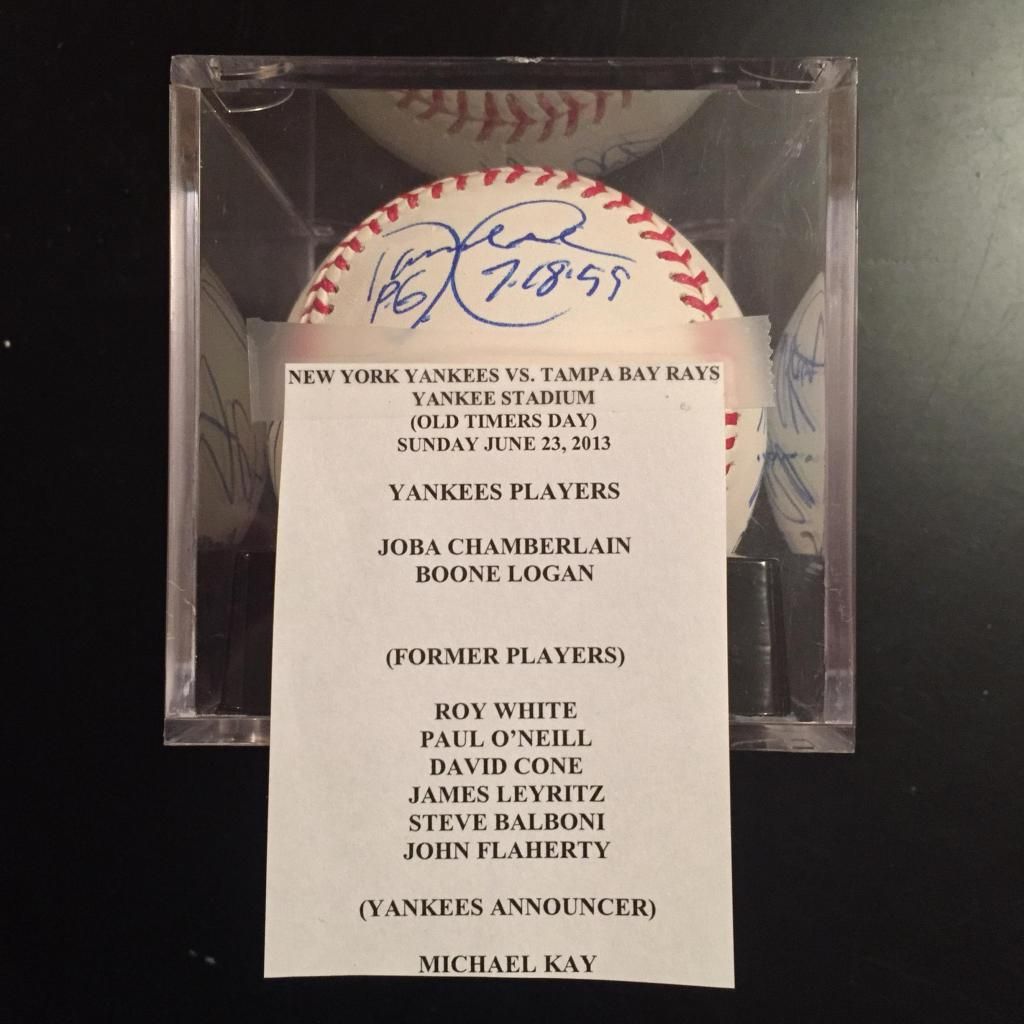 David Cone
P.G. 7-18-99
NEW YORK YANKEES VS. TAMPA BAY RAYS
YANKEE STADIUM
(OLD TIMERS DAY)
SUNDAY JUNE 23, 2013
YANKEES PLAYERS
JOBA CHAMBERLAIN
BOONE LOGAN
(FORMER PLAYERS)
ROY WHITE
PAUL O’NEILL
DAVID CONE
JAMES LEYRITZ
STEVE BALBONI
JOHN FLAHERTY
(YANKEES ANNOUNCER)
MICHAEL KAY